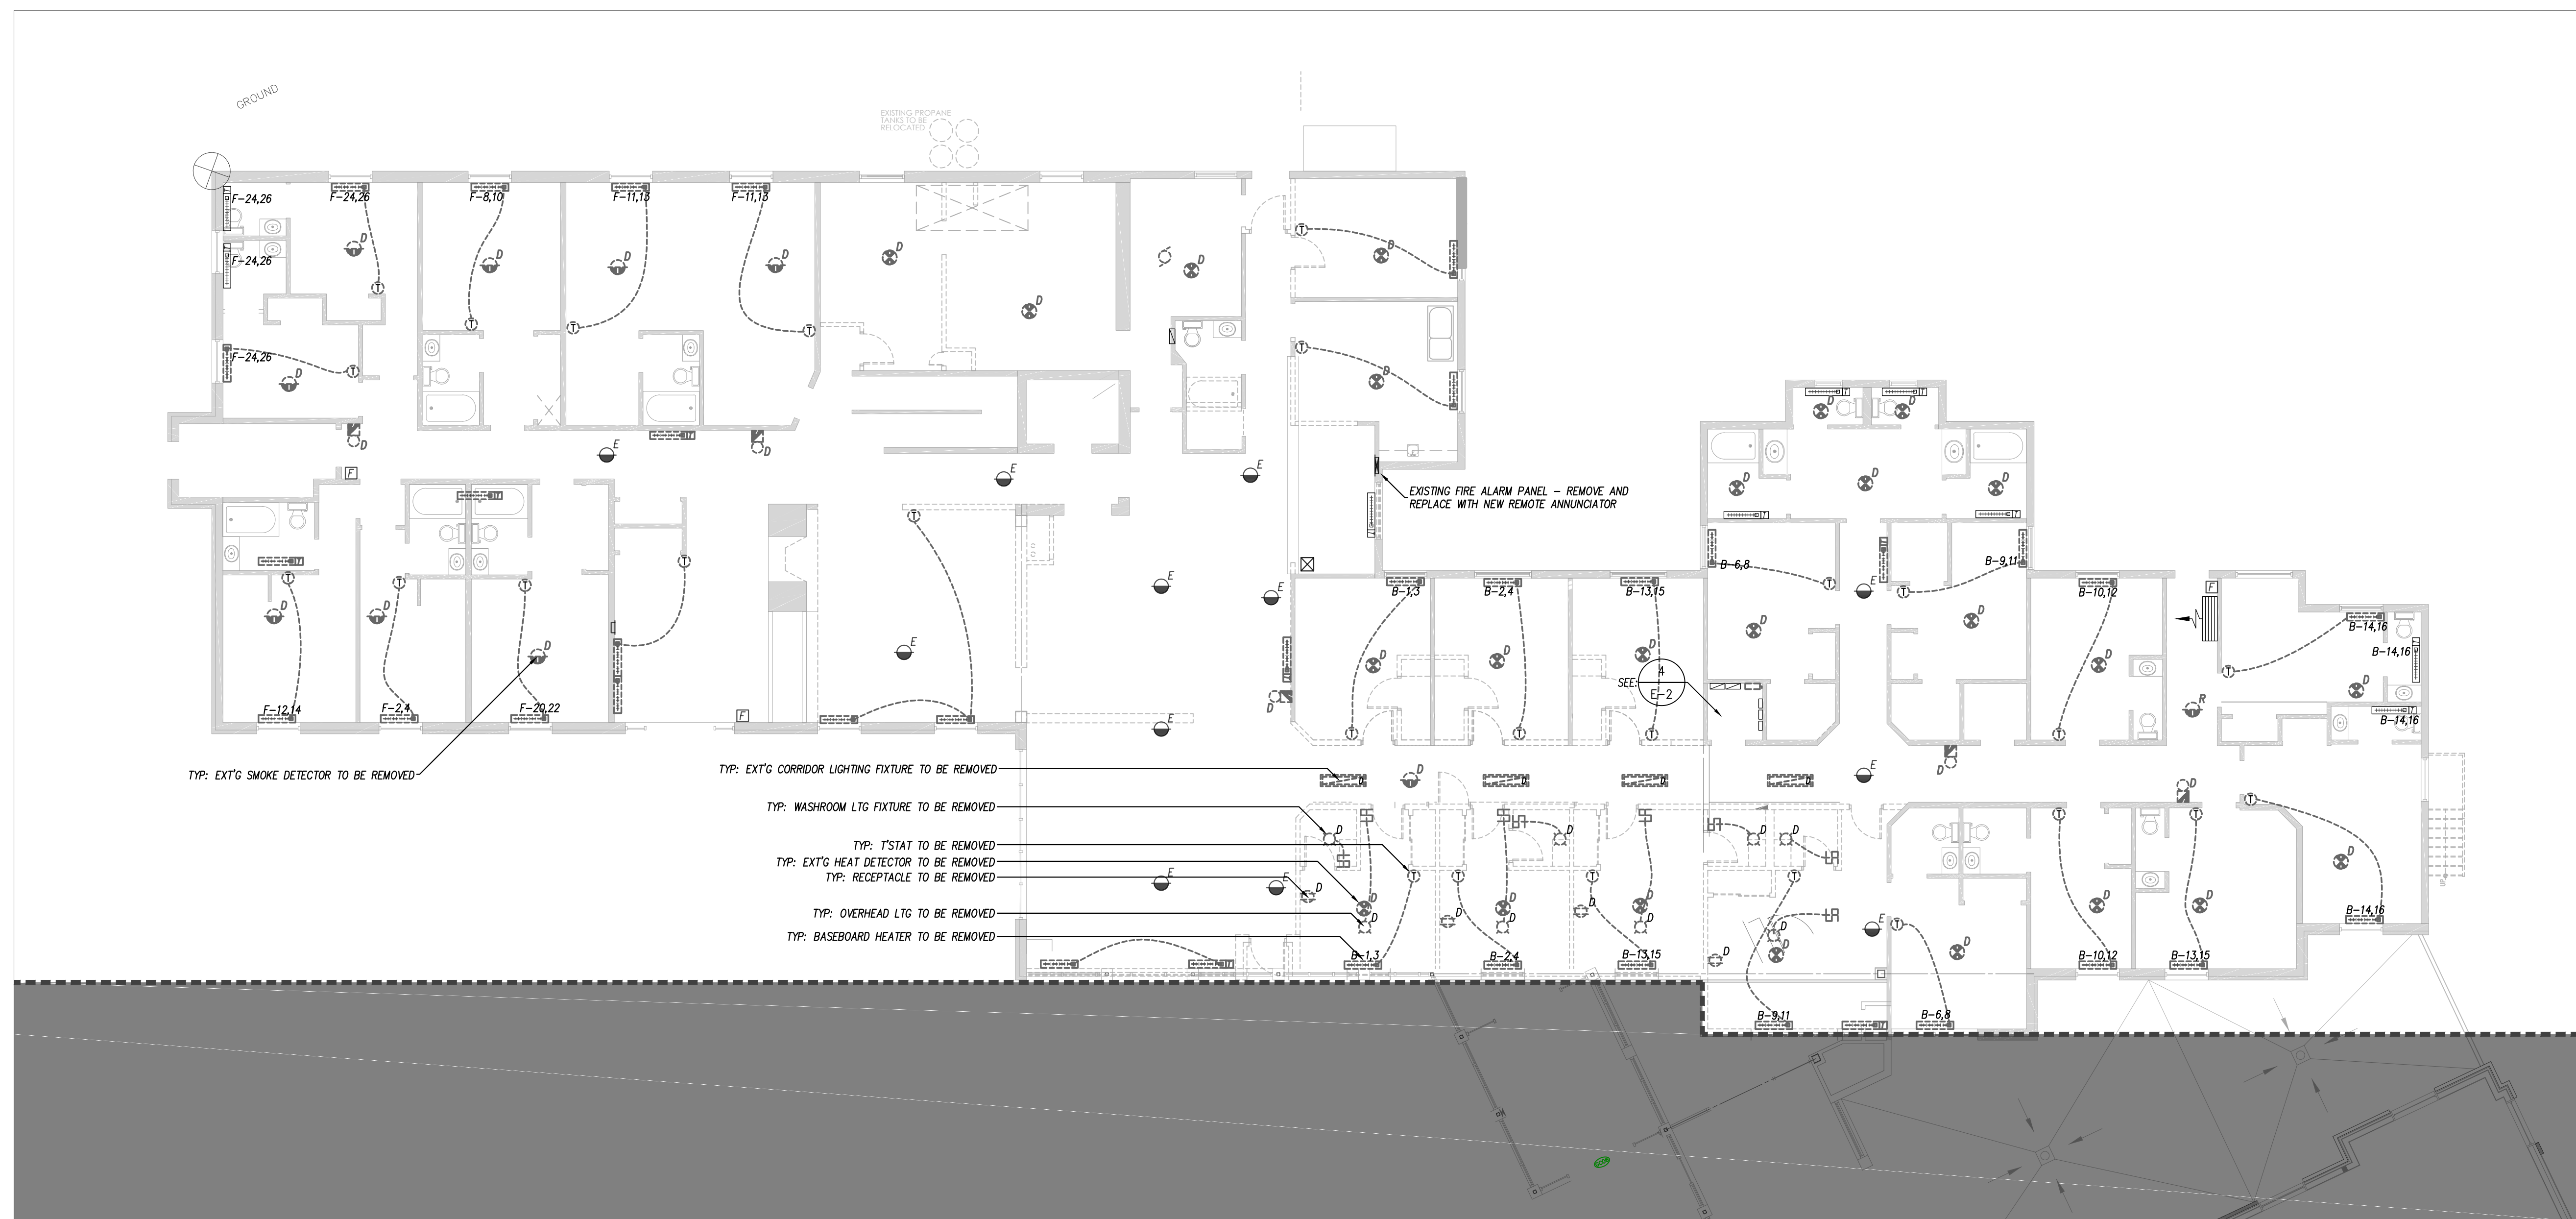 GROUND
EXISTING PROPANE
TANKS TO BE
RELOCATED
F-24,26
F-24,26
F-8,10
F-11,13
F-11,13
F-24,26
F-24,26
EXISTING FIRE ALARM PANEL - REMOVE AND
REPLACE WITH NEW REMOTE ANNUNCIATOR
B-6,8
B-9,11
B-1,3
B-2,4
B-13,15
B-10,12
B-14,16
B-14,16
SEE:
4
E-2
F-12,14
F-2,4
F-20,22
B-14,16
TYP: EXT'G SMOKE DETECTOR TO BE REMOVED
TYP: EXT'G CORRIDOR LIGHTING FIXTURE TO BE REMOVED
TYP: WASHROOM LTG FIXTURE TO BE REMOVED
TYP: T'STAT TO BE REMOVED
TYP: EXT'G HEAT DETECTOR TO BE REMOVED
TYP: RECEPTACLE TO BE REMOVED
TYP: OVERHEAD LTG TO BE REMOVED
TYP: BASEBOARD HEATER TO BE REMOVED
B-14,16
B-1,3
B-2,4
B-13,15
B-10,12
B-13,15
B-9,11
B-6,8